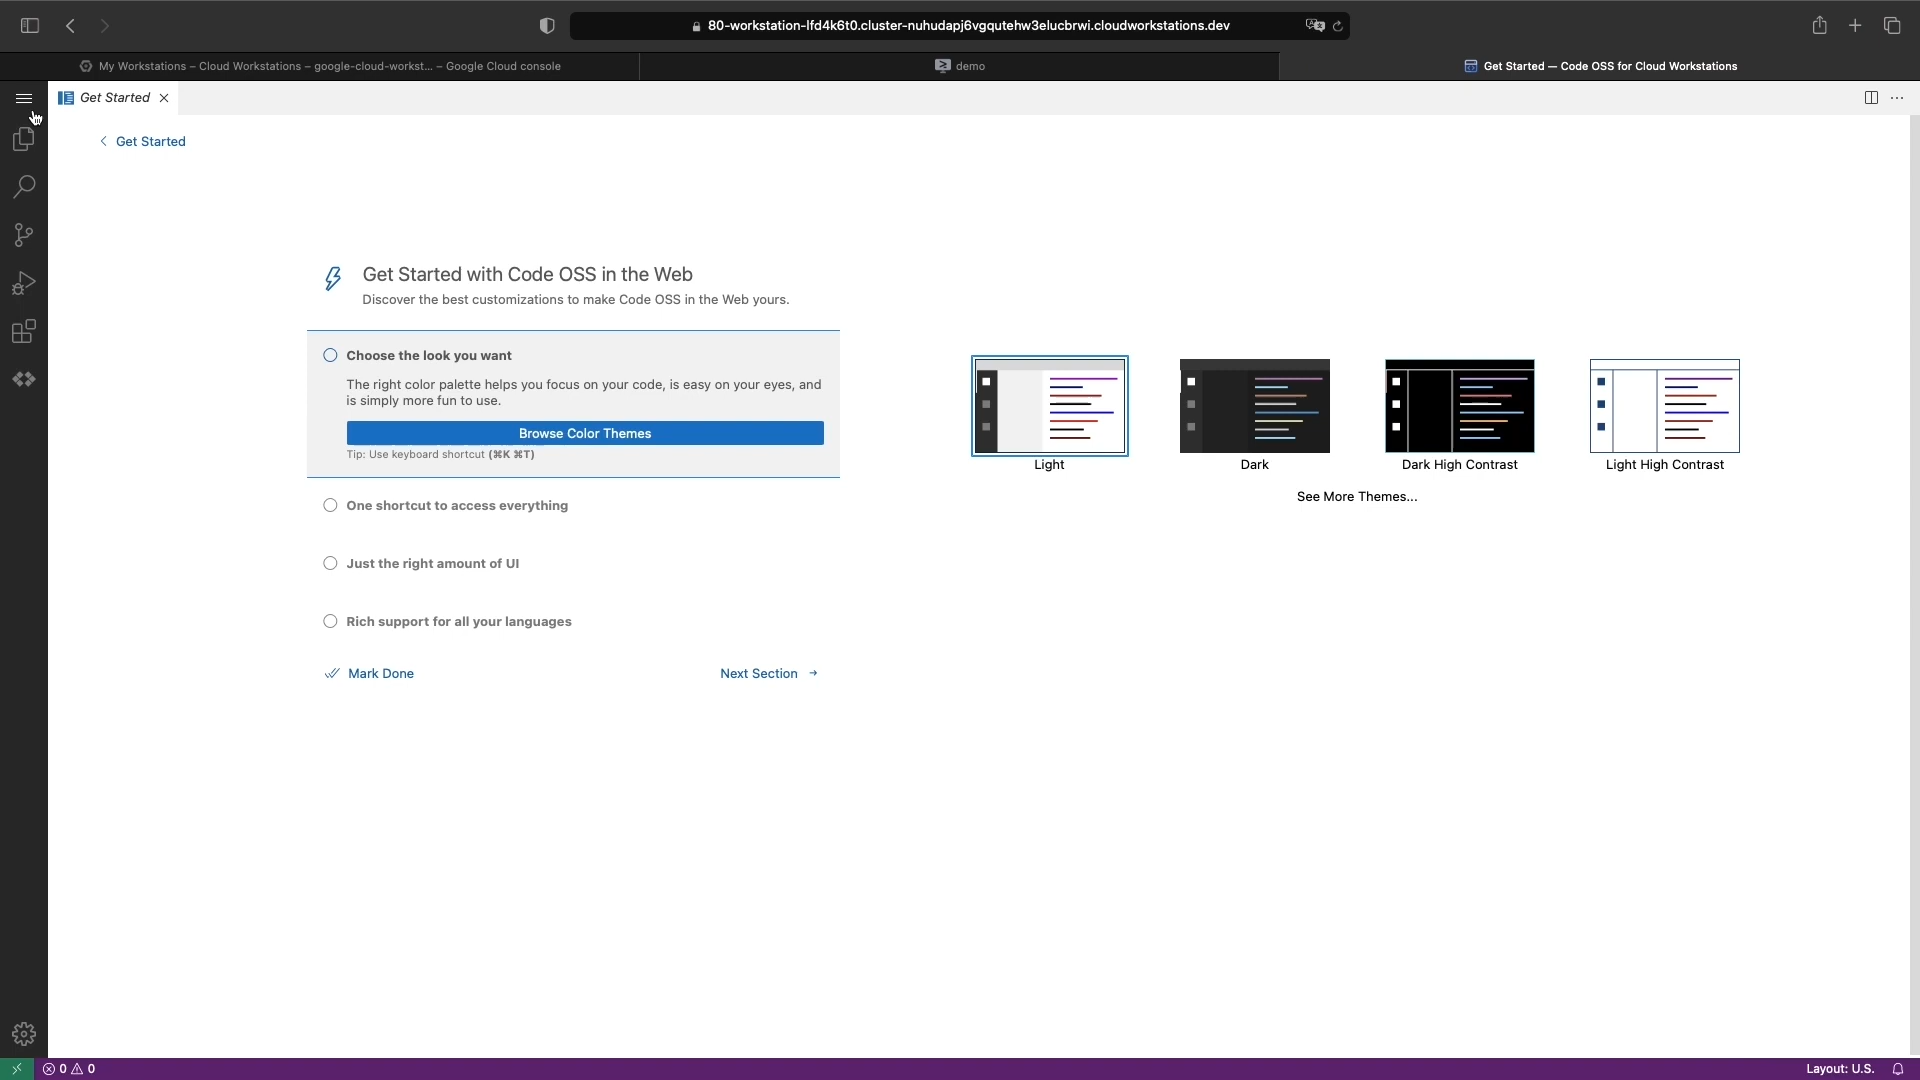 80-workstation-lfd4k6t0.cluster-nuhudapj6vgqutehw3elucbrwi.cloudworkstations.dev
My Workstations – Cloud Workstations – google-cloud-workst... – Google Cloud console
demo
Get Started — Code OSS for Cloud Workstations
Get Started
Get Started
Get Started with Code OSS in the Web
Discover the best customizations to make Code OSS in the Web yours.
Choose the look you want
The right color palette helps you focus on your code, is easy on your eyes, and
is simply more fun to use.
Browse Color Themes
Tip: Use keyboard shortcut (⌘K ⌘T)
One shortcut to access everything
Just the right amount of UI
Rich support for all your languages
Mark Done
Next Section →
Light
Dark
Dark High Contrast
Light High Contrast
See More Themes...
0 0
Layout: U.S.